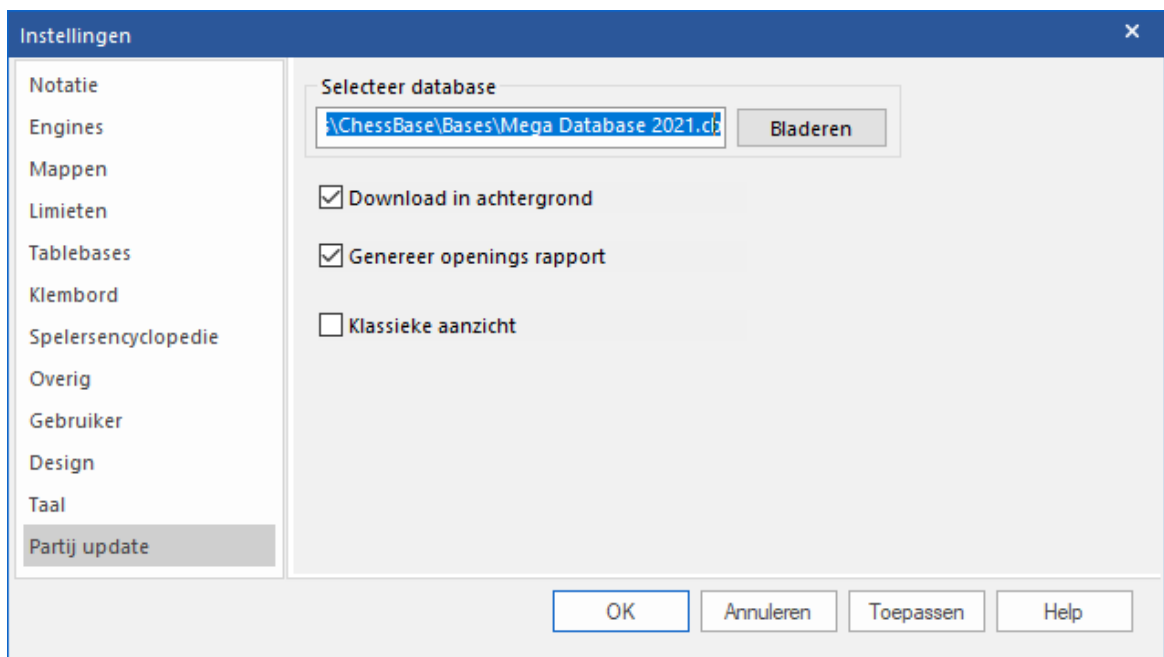 Instellingen
Notatie
Engines
Mappen
Limieten
Tablebases
Klembord
Spelersencyclopedie
Overig
Gebruiker
Design
Taal
Partij update
Selecteer database
\ChessBase\Bases\Mega Database 2021.cb
Bladeren
Download in achtergrond
Genereer openings rapport
Klassieke aanzicht
OK
Annuleren
Toepassen
Help